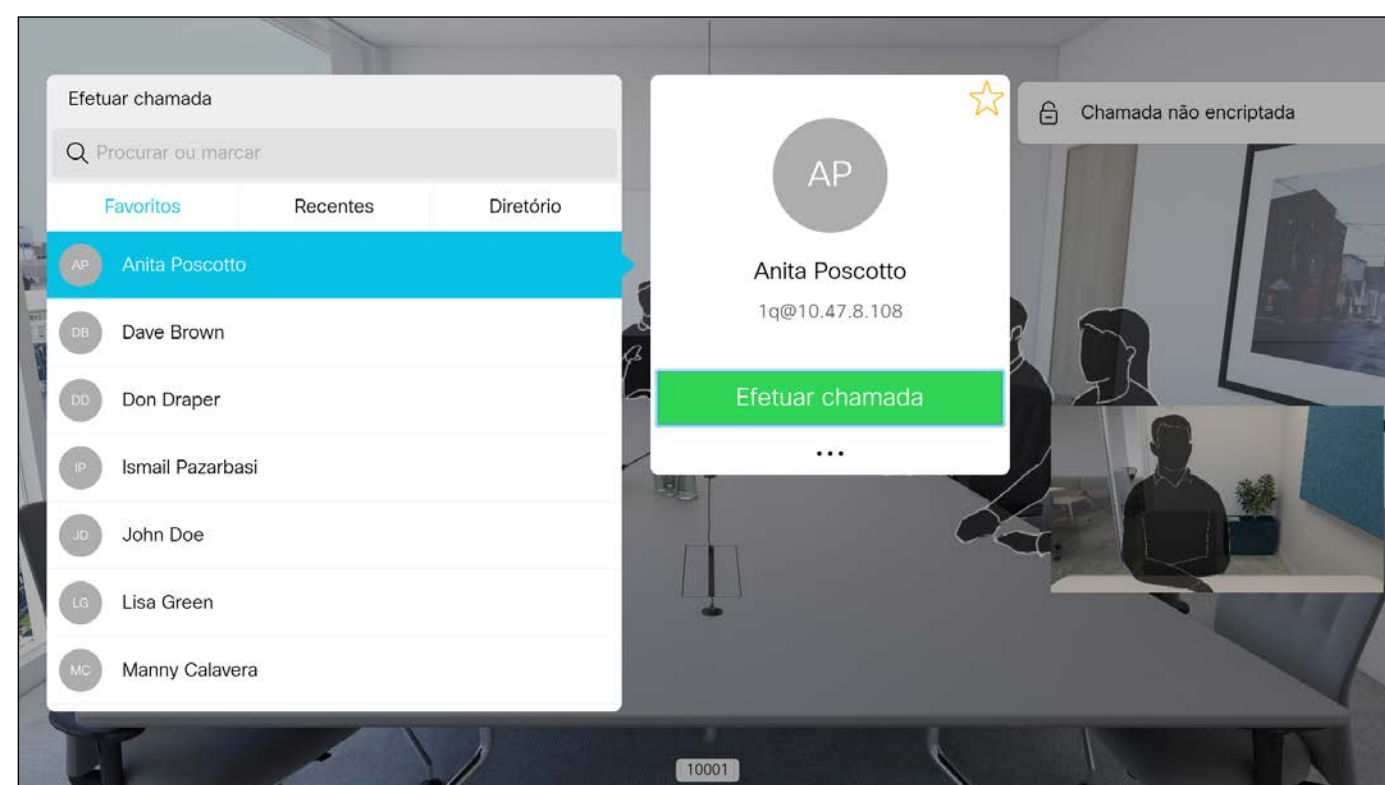 Efetuar chamada
Procurar ou marcar
Favoritos Recentes Diretório
AP Anita Poscotto
DB Dave Brown
DD Don Draper
IP Ismail Pazarbasi
JD John Doe
LG Lisa Green
MC Manny Calavera
AP
Anita Poscotto
1q@10.47.8.108
Efetuar chamada
...
Chamada não encriptada
10001